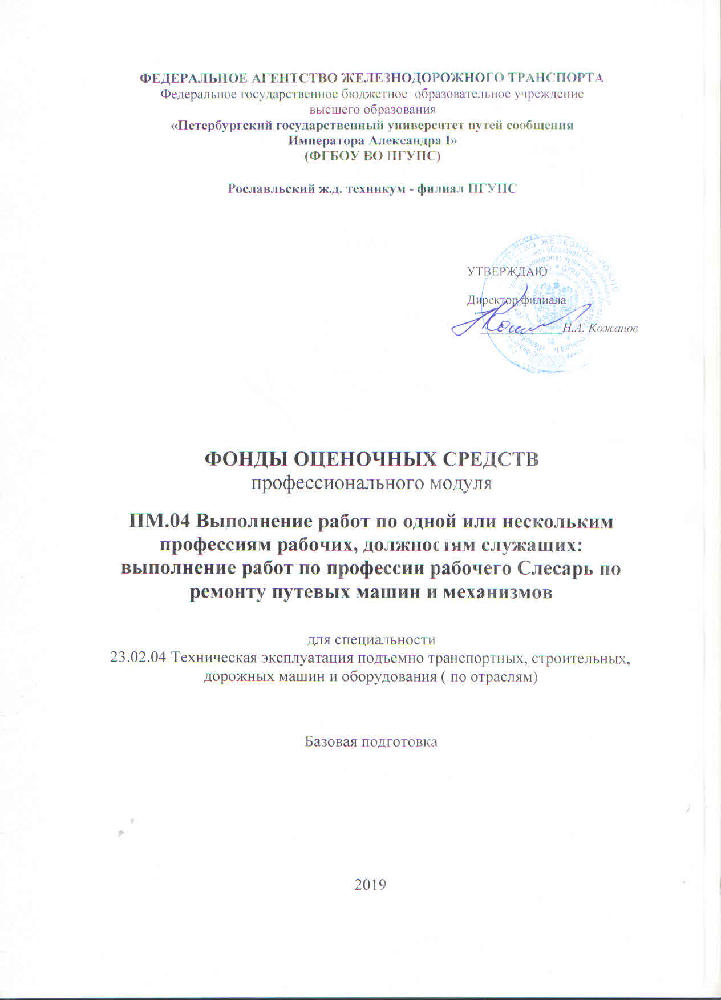 ФЕДЕРАЛЬНОЕ АГЕНТСТВО ЖЕЛЕЗНОДОРОЖНОГО ТРАНСПОРТА
Федеральное государственное бюджетное образовательное учреждение
высшего образования
«Петербургский государственный университет путей сообщения
Императора Александра I»
(ФГБОУ ВО ПГУПС)
Рославльский ж.д. техникум - филиал ПГУПС
УТВЕРЖДАЮ
Директор филиала
Н.А. Кожанов
ФОНДЫ ОЦЕНОЧНЫХ СРЕДСТВ
профессионального модуля
ПМ.04 Выполнение работ по одной или нескольким
профессиям рабочих, должностям служащих:
выполнение работ по профессии рабочего Слесарь по
ремонту путевых машин и механизмов
для специальности
23.02.04 Техническая эксплуатация подъемно транспортных, строительных,
дорожных машин и оборудования ( по отраслям)
Базовая подготовка
2019